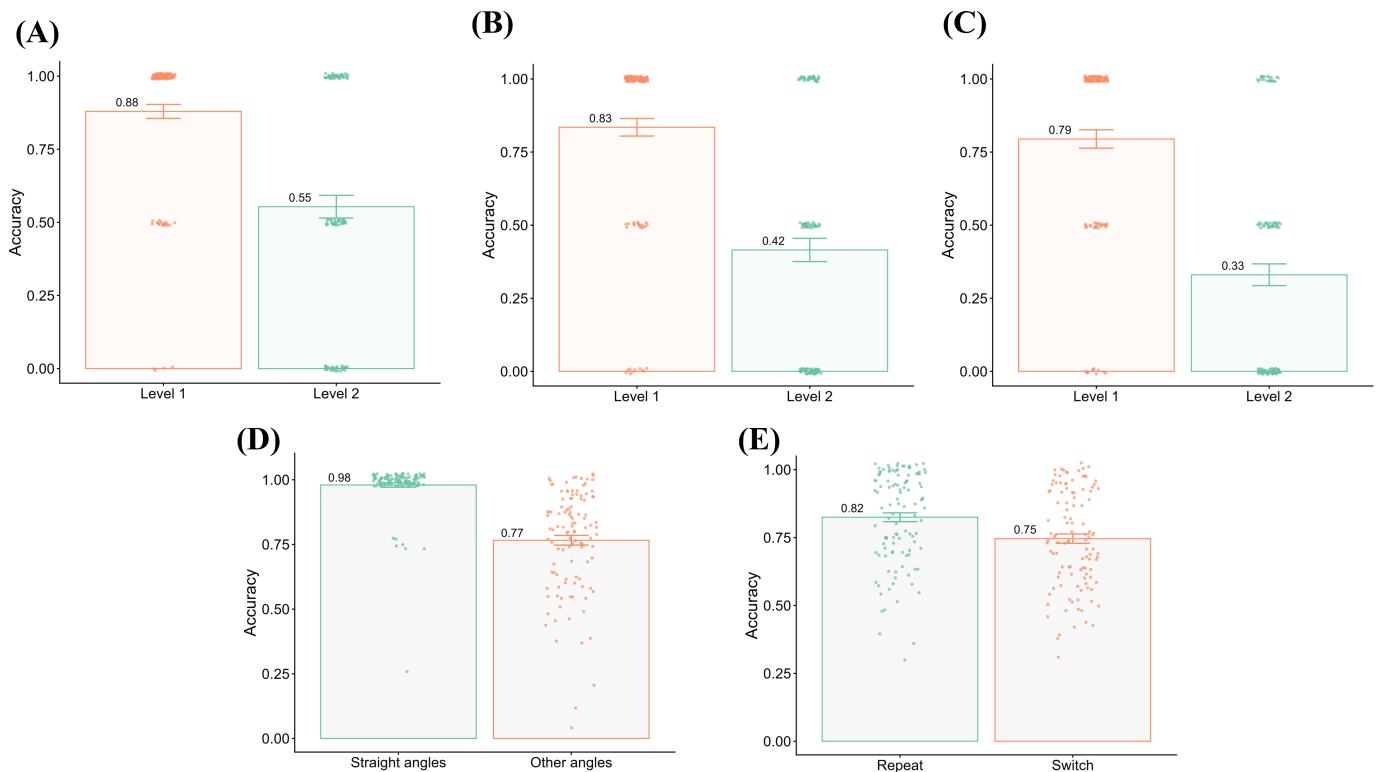 (A)
Accuracy
1.00
0.75
0.50
0.25
0.00
0.88
0.55
Level 1
Level 2
(B)
Accuracy
1.00
0.75
0.50
0.25
0.00
0.83
0.42
Level 1
Level 2
(C)
Accuracy
1.00
0.75
0.50
0.25
0.00
0.79
0.33
Level 1
Level 2
(D)
Accuracy
1.00
0.75
0.50
0.25
0.00
0.98
0.77
Straight angles
Other angles
(E)
Accuracy
1.00
0.75
0.50
0.25
0.00
0.82
0.75
Repeat
Switch